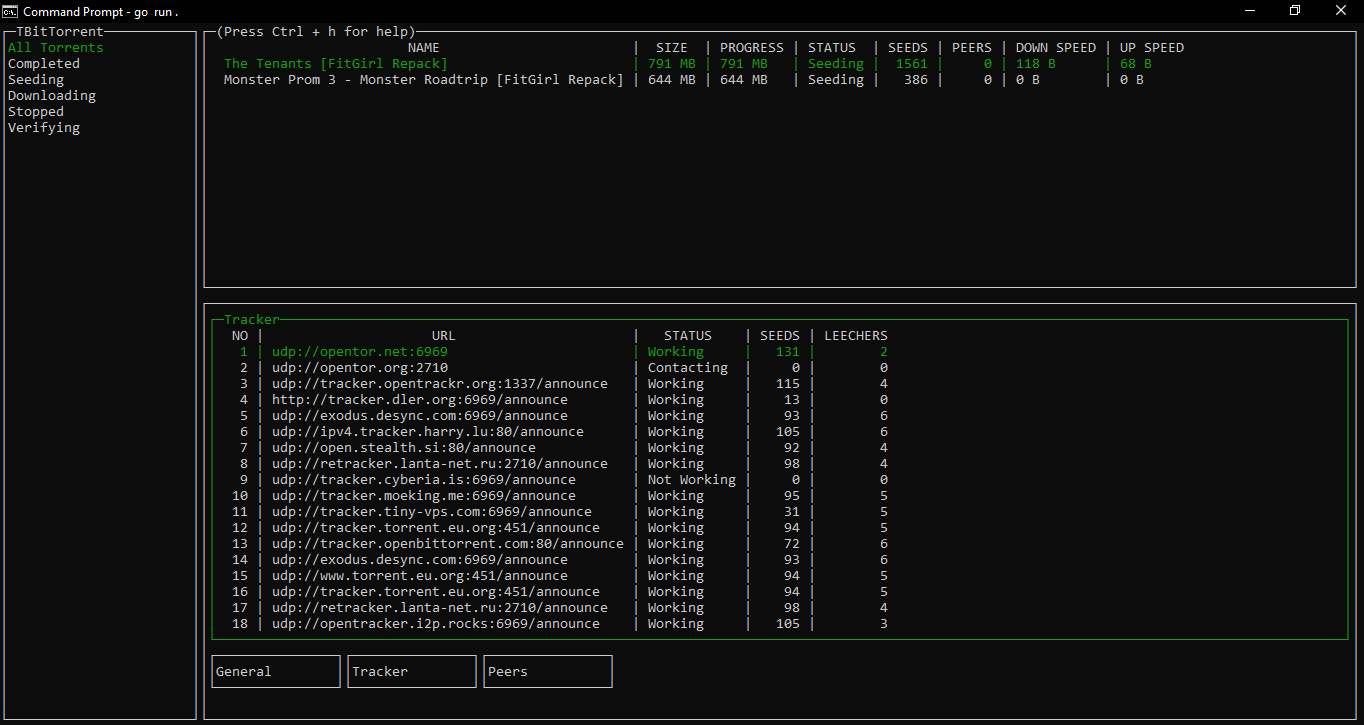 Command Prompt - go run .
TBitTorrent
All Torrents
Completed
Seeding
Downloading
Stopped
Verifying
(Press Ctrl + h for help)
NAME | SIZE | PROGRESS | STATUS | SEEDS | PEERS | DOWN SPEED | UP SPEED
The Tenants [FitGirl Repack] | 791 MB | 791 MB | Seeding | 1561 | 0 | 118 B | 68 B
Monster Prom 3 - Monster Roadtrip [FitGirl Repack] | 644 MB | 644 MB | Seeding | 386 | 0 | 0 B | 0 B
Tracker
NO | URL | STATUS | SEEDS | LEECHERS
1 | udp://opentor.net:6969 | Working | 131 | 2
2 | udp://opentor.org:2710 | Contacting | 0 | 0
3 | udp://tracker.opentrackr.org:1337/announce | Working | 115 | 4
4 | http://tracker.dler.org:6969/announce | Working | 13 | 0
5 | udp://exodus.desync.com:6969/announce | Working | 93 | 6
6 | udp://ipv4.tracker.harry.lu:80/announce | Working | 105 | 6
7 | udp://open.stealth.si:80/announce | Working | 92 | 4
8 | udp://retracker.lanta-net.ru:2710/announce | Working | 98 | 4
9 | udp://tracker.cyberia.is:6969/announce | Not Working | 0 | 0
10 | udp://tracker.moeking.me:6969/announce | Working | 95 | 5
11 | udp://tracker.tiny-vps.com:6969/announce | Working | 31 | 5
12 | udp://tracker.torrent.eu.org:451/announce | Working | 94 | 5
13 | udp://tracker.openbittorrent.com:80/announce | Working | 72 | 6
14 | udp://exodus.desync.com:6969/announce | Working | 93 | 6
15 | udp://www.torrent.eu.org:451/announce | Working | 94 | 5
16 | udp://tracker.torrent.eu.org:451/announce | Working | 94 | 5
17 | udp://retracker.lanta-net.ru:2710/announce | Working | 98 | 4
18 | udp://opentracker.i2p.rocks:6969/announce | Working | 105 | 3
General
Tracker
Peers